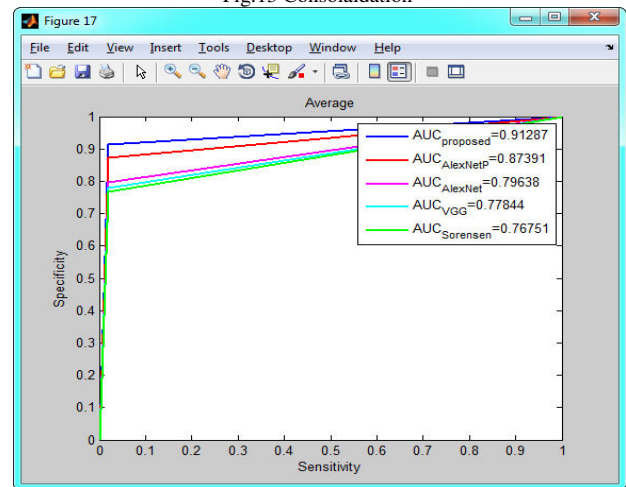 Fig.15 Consolaidation
Figure 17
File Edit View Insert Tools Desktop Window Help
Average
AUCproposed=0.91287
AUCAlexNetP=0.87391
AUCAlexNet=0.79638
AUCVGG=0.77844
AUCSorensen=0.76751
Specificity
1
0.9
0.8
0.7
0.6
0.5
0.4
0.3
0.2
0.1
0
0 0.1 0.2 0.3 0.4 0.5 0.6 0.7 0.8 0.9 1
Sensitivity